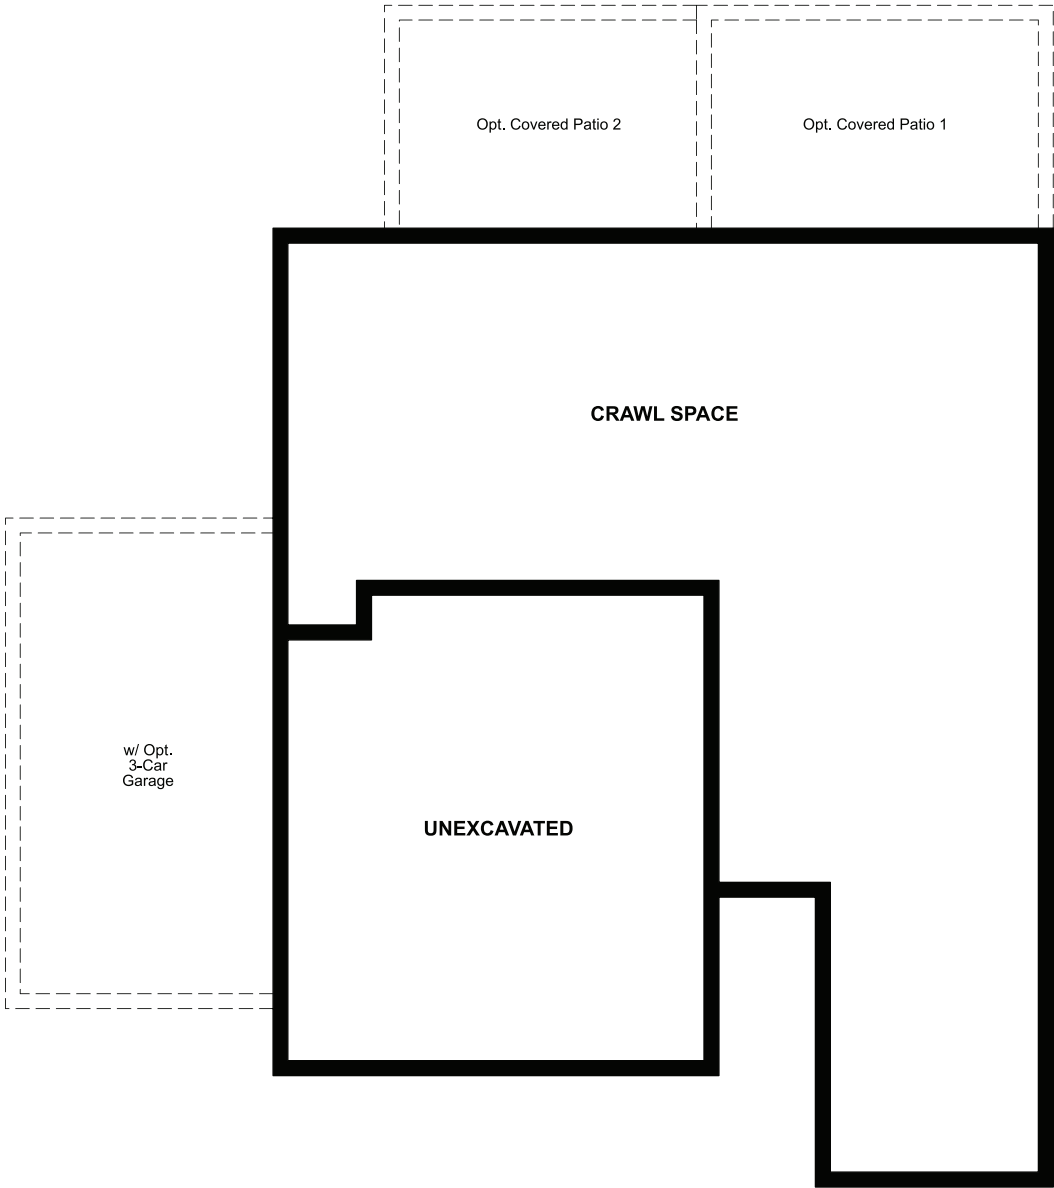 Opt. Covered Patio 2
Opt. Covered Patio 1
CRAWL SPACE
w/ Opt.
3-Car
Garage
UNEXCAVATED